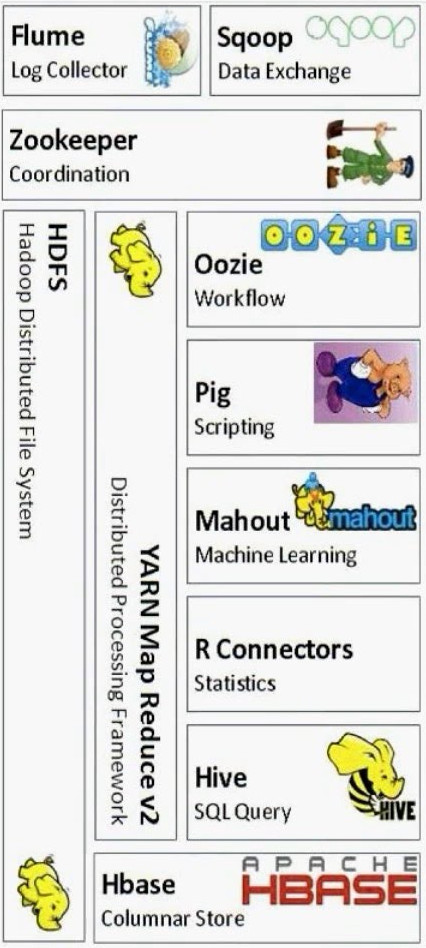 Flume
Log Collector
Sqoop
sqoop
Data Exchange
Zookeeper
Coordination
HDFS
Hadoop Distributed File System
YARN Map Reduce v2
Distributed Processing Framework
OOZiE
Oozie
Workflow
Pig
Scripting
Mahout
mahout
Machine Learning
R Connectors
Statistics
Hive
SQL Query
HIVE
Hbase
Columnar Store
APACHE
HBASE